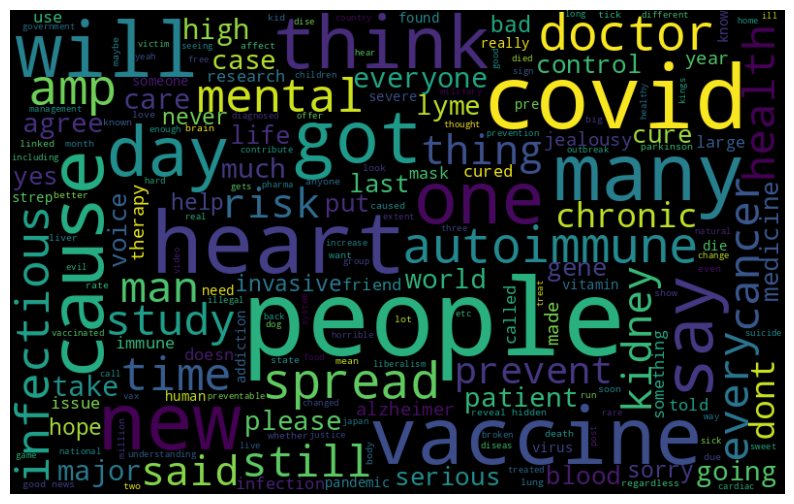 government
use
kid
dise
country
affect
hear
good
long
tick
different
home
ill
will
maybe
yeah
victim
seeing
high
free
think
found
bad
really
doctor
died
sign
know
amp
case
research
children
everyone
control
year
agree
management
care
mental
severe
lyme
pre
covid
health
known
love
diagnosed
offer
thought
prevention
big
military
healthy
kings
never
someone
linked
month
enough
brain
life
contribute
look
jealousy
cure
large
outbreak
parkinson
including
day
got
thing
many
yes
hard
much
gets
pharma
anyone
last
mask
cured
strep
better
therapy
help
risk
put
one
chronic
die
natural
cause
voice
real
caused
extent
three
medicine
liver
heart
want
increase
autoimmune
change
even
infectious
evil
man
video
group
invasive
friend
world
gene
cancer
rate
need
illegal
vitamin
show
study
people
etc
called
made
treat
kidney
say
every
vaccinated
immune
doesn
addiction
back
dog
lot
system
suicide
take
time
state
horrible
food
mean
liberalism
prevent
something
call
vax
human
preventable
spread
changed
soon
run
rare
issue
new
please
alzheimer
patient
told
dont
hope
reveal hidden
way
game
million
whether
justice
japan
body
vaccine
broken
death
post
sick
sweet
national
understanding
live
diseas
virus
due
major
said
still
infection
pandemic
serious
treated
blood
sorry
going
good news
two
lung
regardless
cardiac